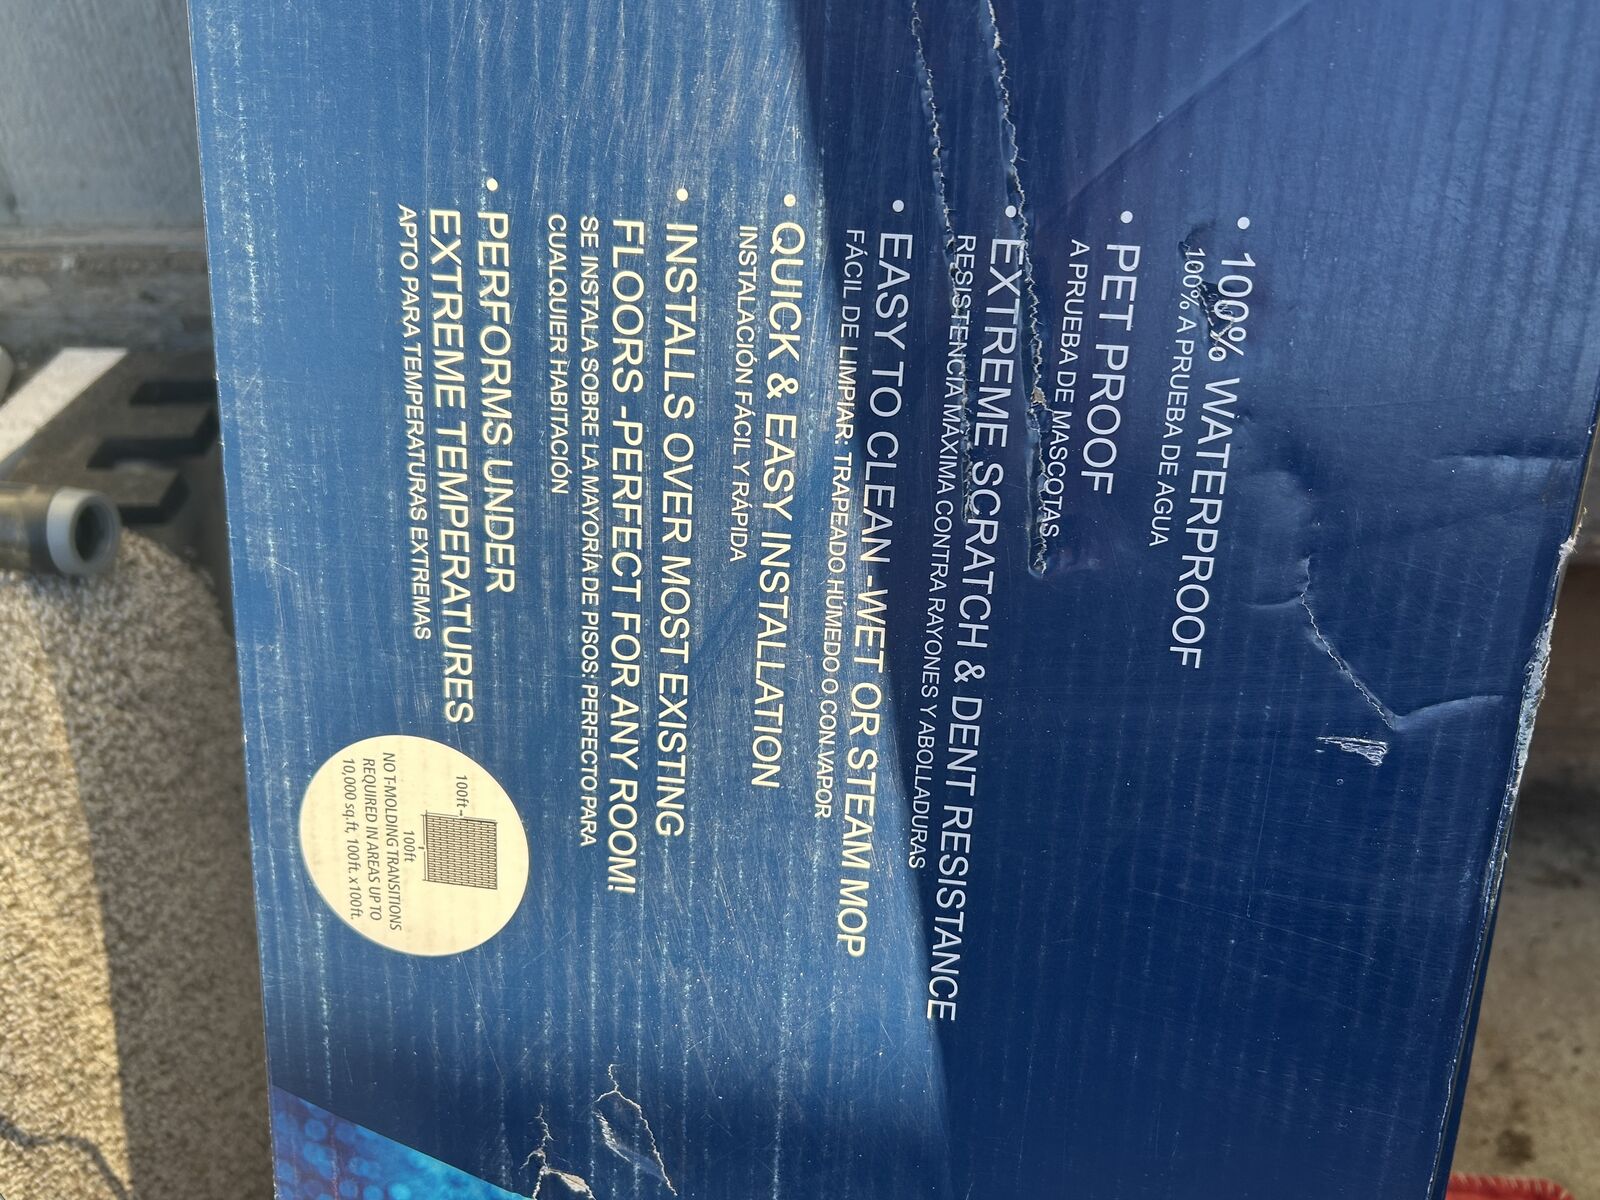 • 100% WATERPROOF
100% A PRUEBA DE AGUA
• PET PROOF
A PRUEBA DE MASCOTAS
• EXTREME SCRATCH & DENT RESISTANCE
RESISTENCIA MÁXIMA CONTRA RAYONES Y ABOLLADURAS
• EASY TO CLEAN -WET OR STEAM MOP
FÁCIL DE LIMPIAR: TRAPEADO HÚMEDO O CON VAPOR
• QUICK & EASY INSTALLATION
INSTALACIÓN FÁCIL Y RÁPIDA
• INSTALLS OVER MOST EXISTING
FLOORS -PERFECT FOR ANY ROOM!
SE INSTALA SOBRE LA MAYORÍA DE PISOS: PERFECTO PARA
CUALQUIER HABITACIÓN
• PERFORMS UNDER
EXTREME TEMPERATURES
APTO PARA TEMPERATURAS EXTREMAS
100ft
100ft
NO T-MOLDING TRANSITIONS
REQUIRED IN AREAS UP TO
10,000 sq.ft, 100ft. x 100ft.